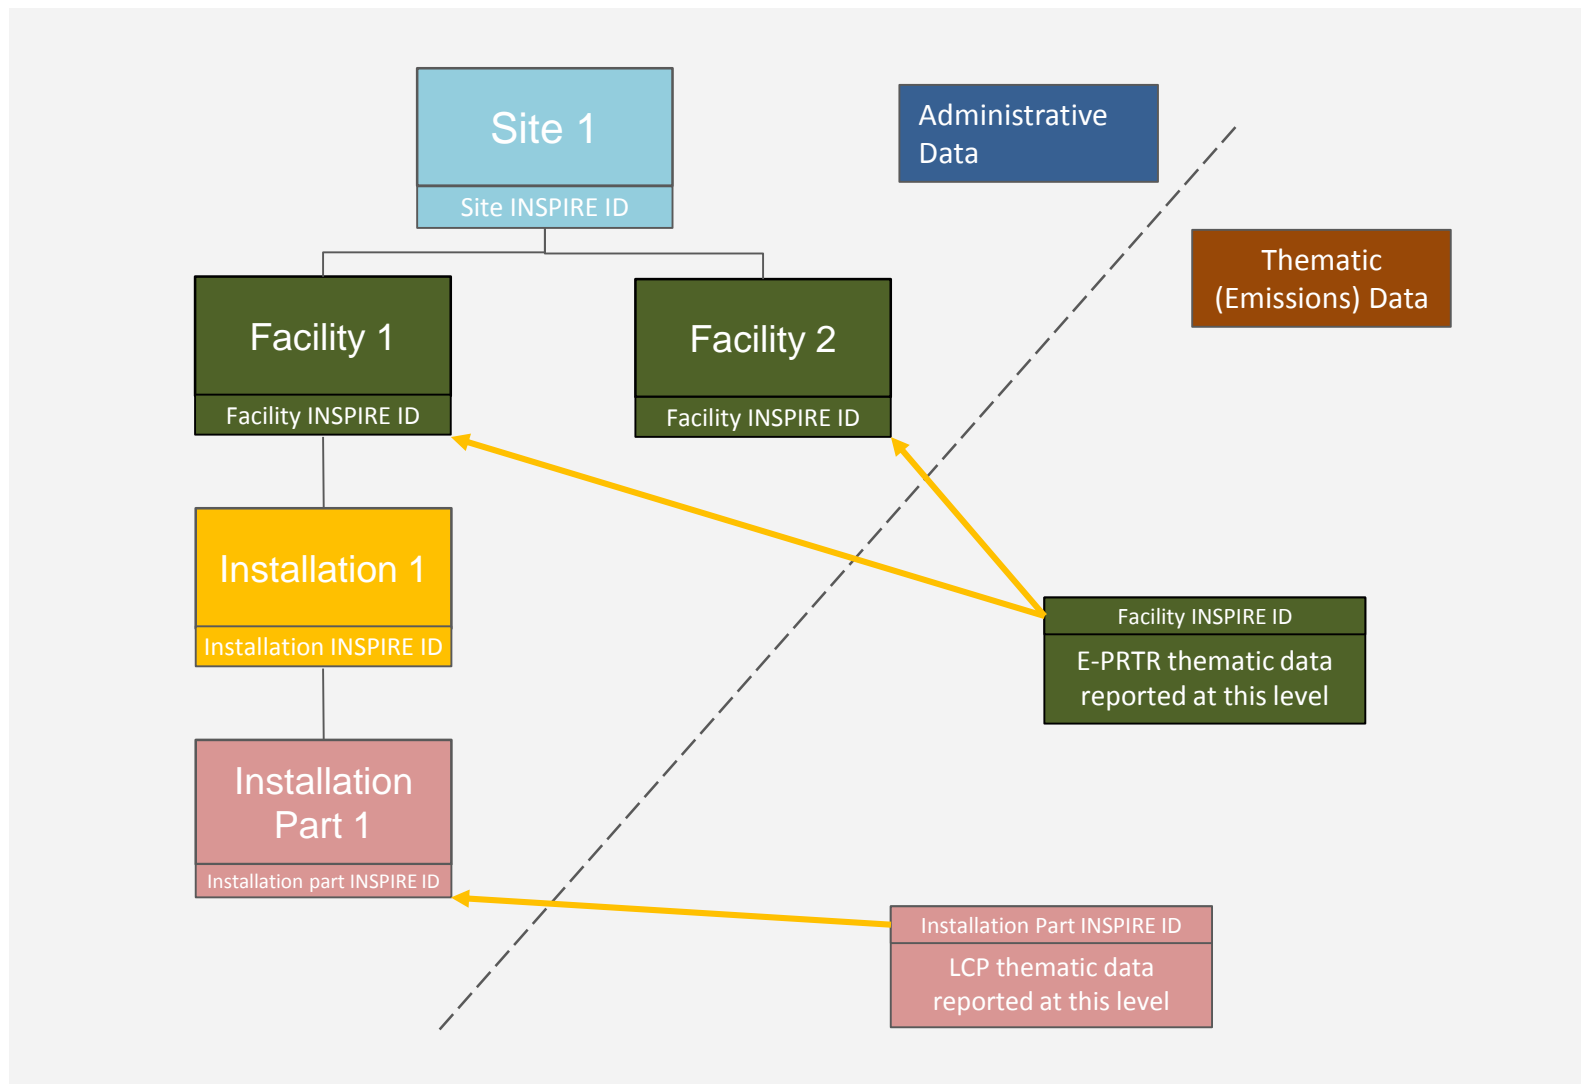 Site 1
Site INSPIRE ID
Administrative
Data
Thematic
(Emissions) Data
Facility 1
Facility INSPIRE ID
Facility 2
Facility INSPIRE ID
Installation 1
Installation INSPIRE ID
Facility INSPIRE ID
E-PRTR thematic data
reported at this level
Installation
Part 1
Installation part INSPIRE ID
Installation Part INSPIRE ID
LCP thematic data
reported at this level